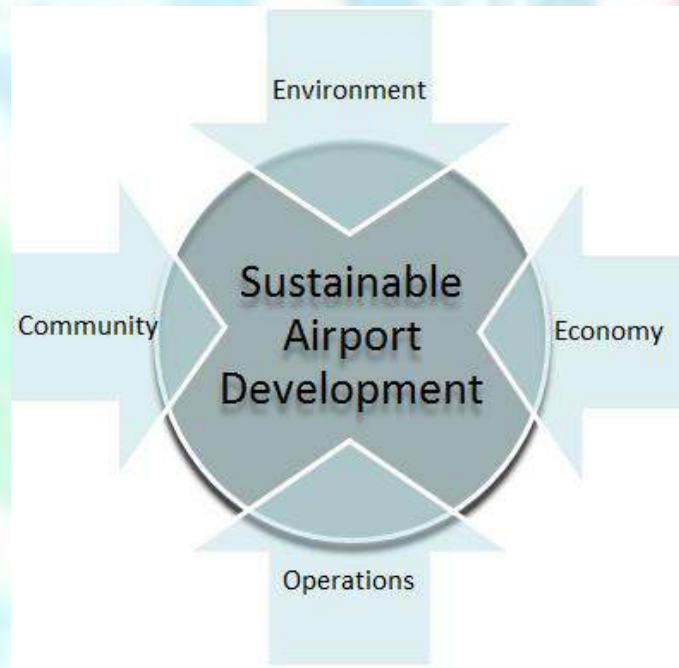 Environment
Community
Sustainable
Airport
Development
Economy
Operations